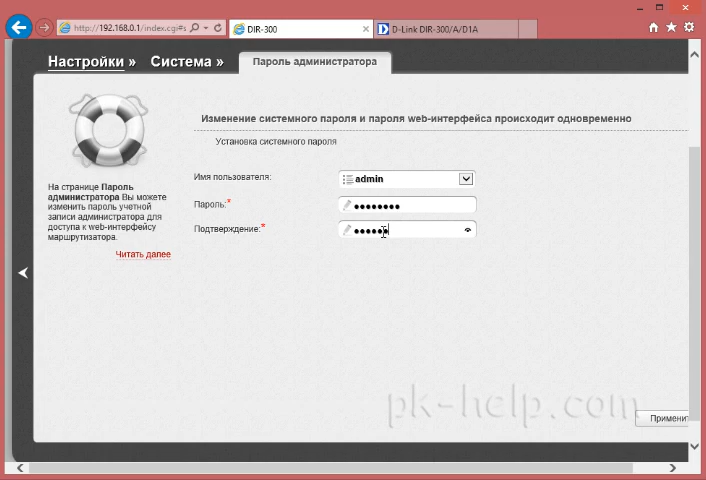 http://192.168.0.1/index.cgi#s
DIR-300
D-Link DIR-300/A/D1A
Настройки » Система » Пароль администратора
Изменение системного пароля и пароля web-интерфейса происходит одновременно
Установка системного пароля
На странице Пароль
администратора Вы можете
изменить пароль учетной
записи администратора для
доступа к web-интерфейсу
маршрутизатора.
Читать далее
Имя пользователя:
admin
Пароль:*
Подтверждение:*
pk-help.com
Применит